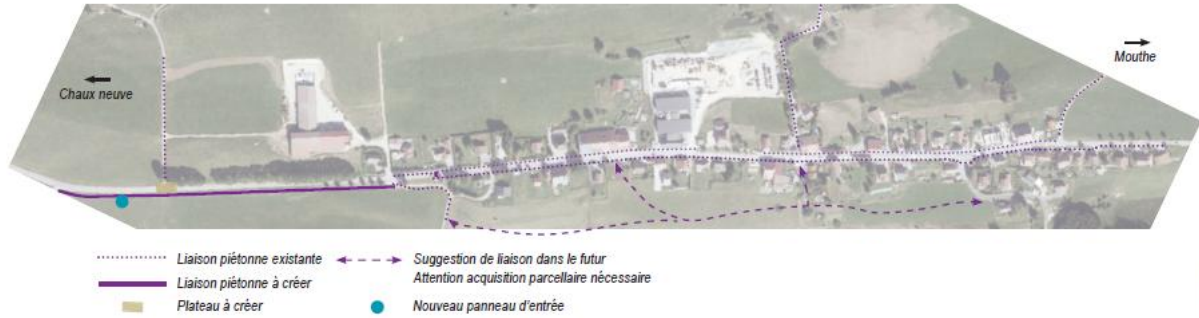 Mouthe
Chaux neuve
Liaison piétonne existante
Suggestion de liaison dans le futur
Attention acquisition parcellaire nécessaire
Liaison piétonne à créer
Plateau à créer
Nouveau panneau d'entrée